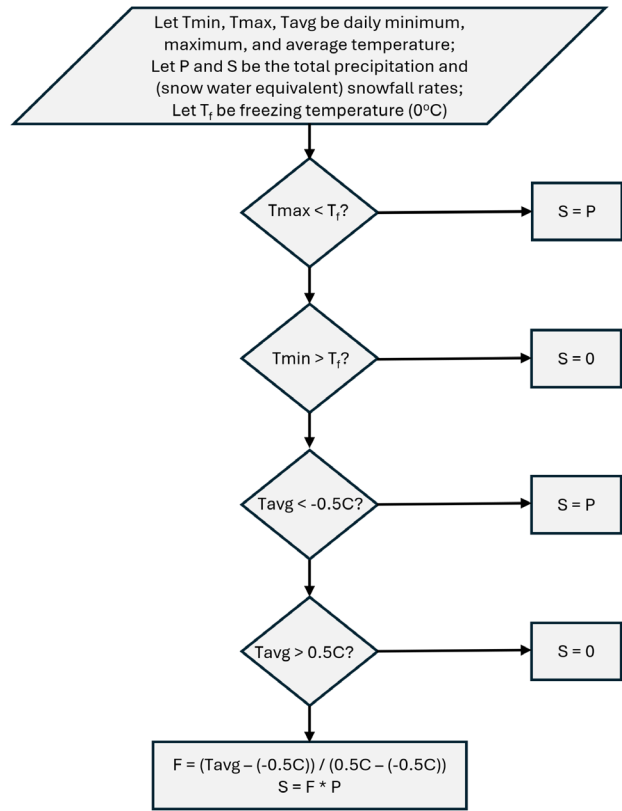 Let Tmin, Tmax, Tavg be daily minimum,
maximum, and average temperature;
Let P and S be the total precipitation and
(snow water equivalent) snowfall rates;
Let Tf be freezing temperature (0ºC)
Tmax < Tf?
S = P
Tmin > Tf?
S = 0
Tavg < -0.5C?
S = P
Tavg > 0.5C?
S = 0
F = (Tavg – (-0.5C)) / (0.5C – (-0.5C))
S = F * P